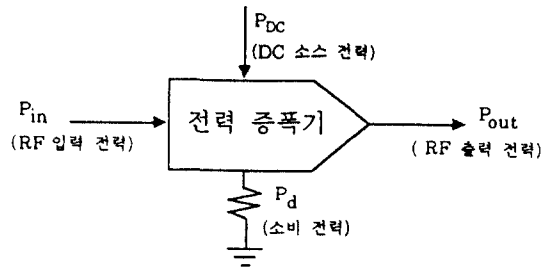 P_DC
(DC 소스 전력)
P_in
(RF 입력 전력)
전력 증폭기
P_out
( RF 출력 전력)
P_d
(소비 전력)